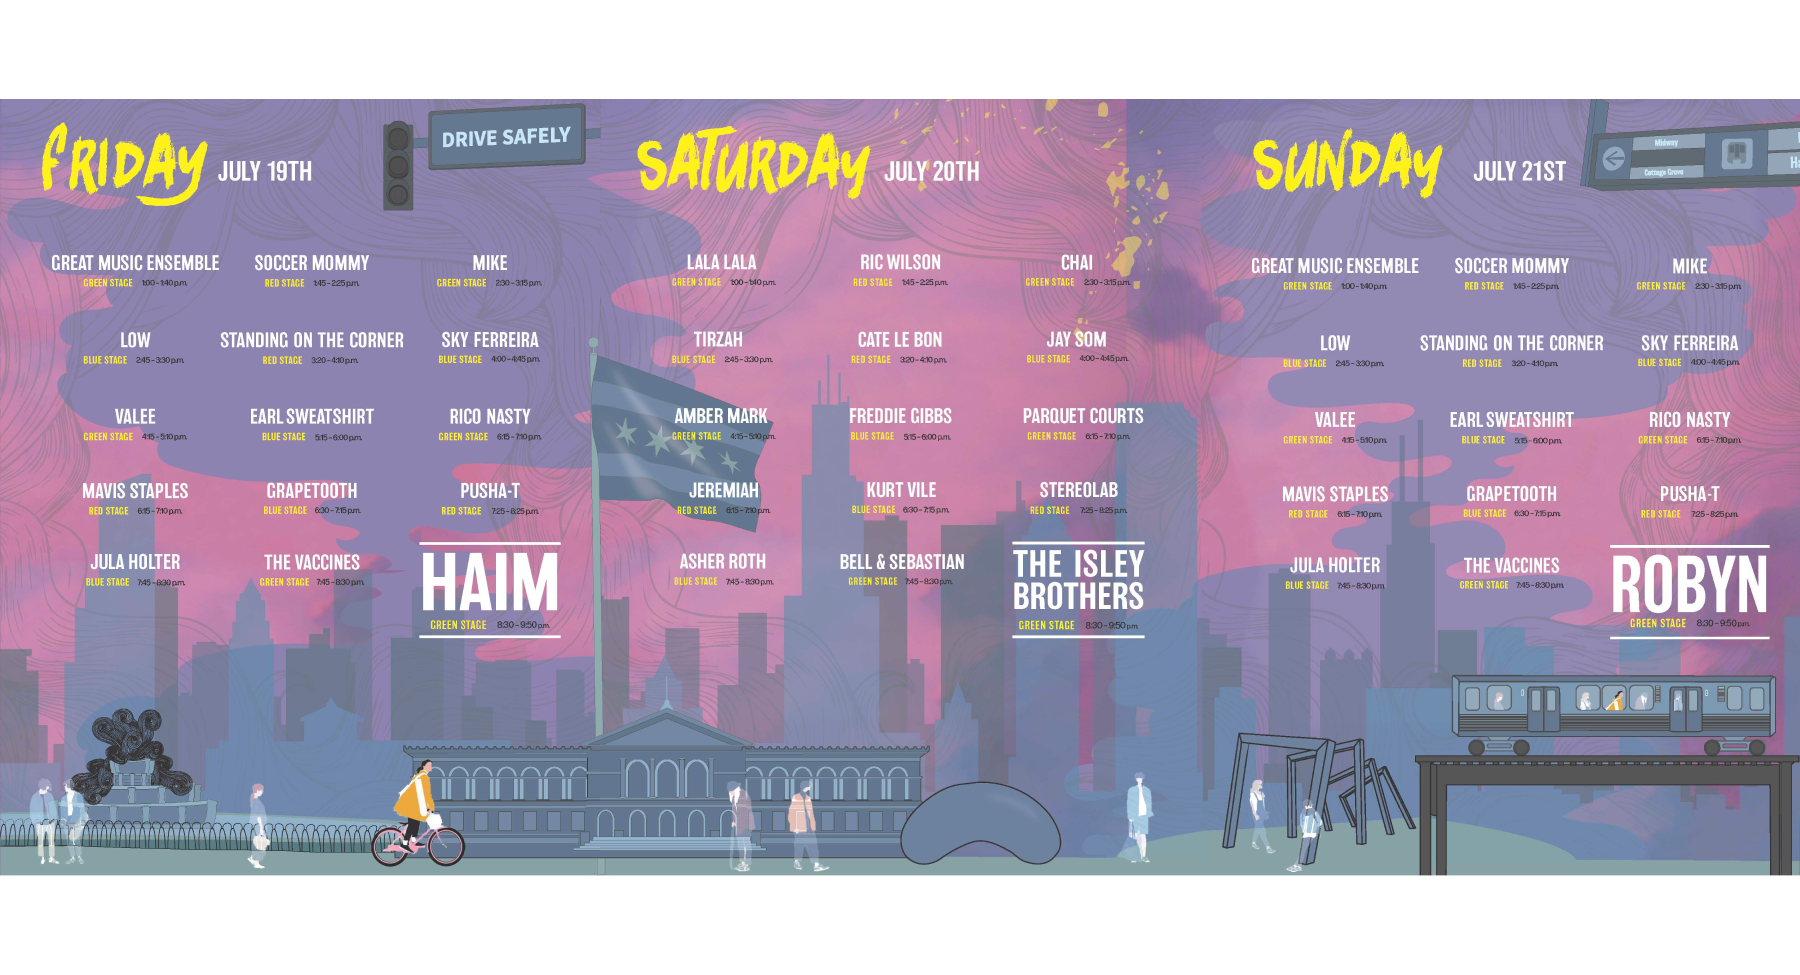 FRIDAY JULY 19TH
DRIVE SAFELY
GREAT MUSIC ENSEMBLE
GREEN STAGE 1:00-1:40p.m.
SOCCER MOMMY
RED STAGE 1:45-2:25p.m.
MIKE
GREEN STAGE 2:30-3:15p.m.
LOW
BLUE STAGE 2:45-3:30p.m.
STANDING ON THE CORNER
RED STAGE 3:20-4:10p.m.
SKY FERREIRA
BLUE STAGE 4:00-4:45p.m.
VALEE
GREEN STAGE 4:15-5:10p.m.
EARL SWEATSHIRT
BLUE STAGE 5:15-6:00p.m.
RICO NASTY
GREEN STAGE 6:15-7:10p.m.
MAVIS STAPLES
RED STAGE 6:15-7:10p.m.
GRAPETOOTH
BLUE STAGE 6:30-7:15p.m.
PUSHA-T
RED STAGE 7:25-8:25p.m.
JULA HOLTER
BLUE STAGE 7:45-8:30p.m.
THE VACCINES
GREEN STAGE 7:45-8:30p.m.
HAIM
GREEN STAGE 8:30-9:50p.m.
SATURDAY JULY 20TH
LALA LALA
GREEN STAGE 1:00-1:40p.m.
RIC WILSON
RED STAGE 1:45-2:25p.m.
CHAI
GREEN STAGE 2:30-3:15p.m.
TIRZAH
BLUE STAGE 2:45-3:30p.m.
CATE LE BON
RED STAGE 3:20-4:10p.m.
JAY SOM
BLUE STAGE 4:00-4:45p.m.
AMBER MARK
GREEN STAGE 4:15-5:10p.m.
FREDDIE GIBBS
BLUE STAGE 5:15-6:00p.m.
PARQUET COURTS
GREEN STAGE 6:15-7:10p.m.
JEREMIAH
RED STAGE 6:15-7:10p.m.
KURT VILE
BLUE STAGE 6:30-7:15p.m.
STEREOLAB
RED STAGE 7:25-8:25p.m.
ASHER ROTH
BLUE STAGE 7:45-8:30p.m.
BELL & SEBASTIAN
GREEN STAGE 7:45-8:30p.m.
THE ISLEY
BROTHERS
GREEN STAGE 8:30-9:50p.m.
SUNDAY JULY 21ST
Midway
Cottage Grove
GREAT MUSIC ENSEMBLE
GREEN STAGE 1:00-1:40p.m.
SOCCER MOMMY
RED STAGE 1:45-2:25p.m.
MIKE
GREEN STAGE 2:30-3:15p.m.
LOW
BLUE STAGE 2:45-3:30p.m.
STANDING ON THE CORNER
RED STAGE 3:20-4:10p.m.
SKY FERREIRA
BLUE STAGE 4:00-4:45p.m.
VALEE
GREEN STAGE 4:15-5:10p.m.
EARL SWEATSHIRT
BLUE STAGE 5:15-6:00p.m.
RICO NASTY
GREEN STAGE 6:15-7:10p.m.
MAVIS STAPLES
RED STAGE 6:15-7:10p.m.
GRAPETOOTH
BLUE STAGE 6:30-7:15p.m.
PUSHA-T
RED STAGE 7:25-8:25p.m.
JULA HOLTER
BLUE STAGE 7:45-8:30p.m.
THE VACCINES
GREEN STAGE 7:45-8:30p.m.
ROBYN
GREEN STAGE 8:30-9:50p.m.